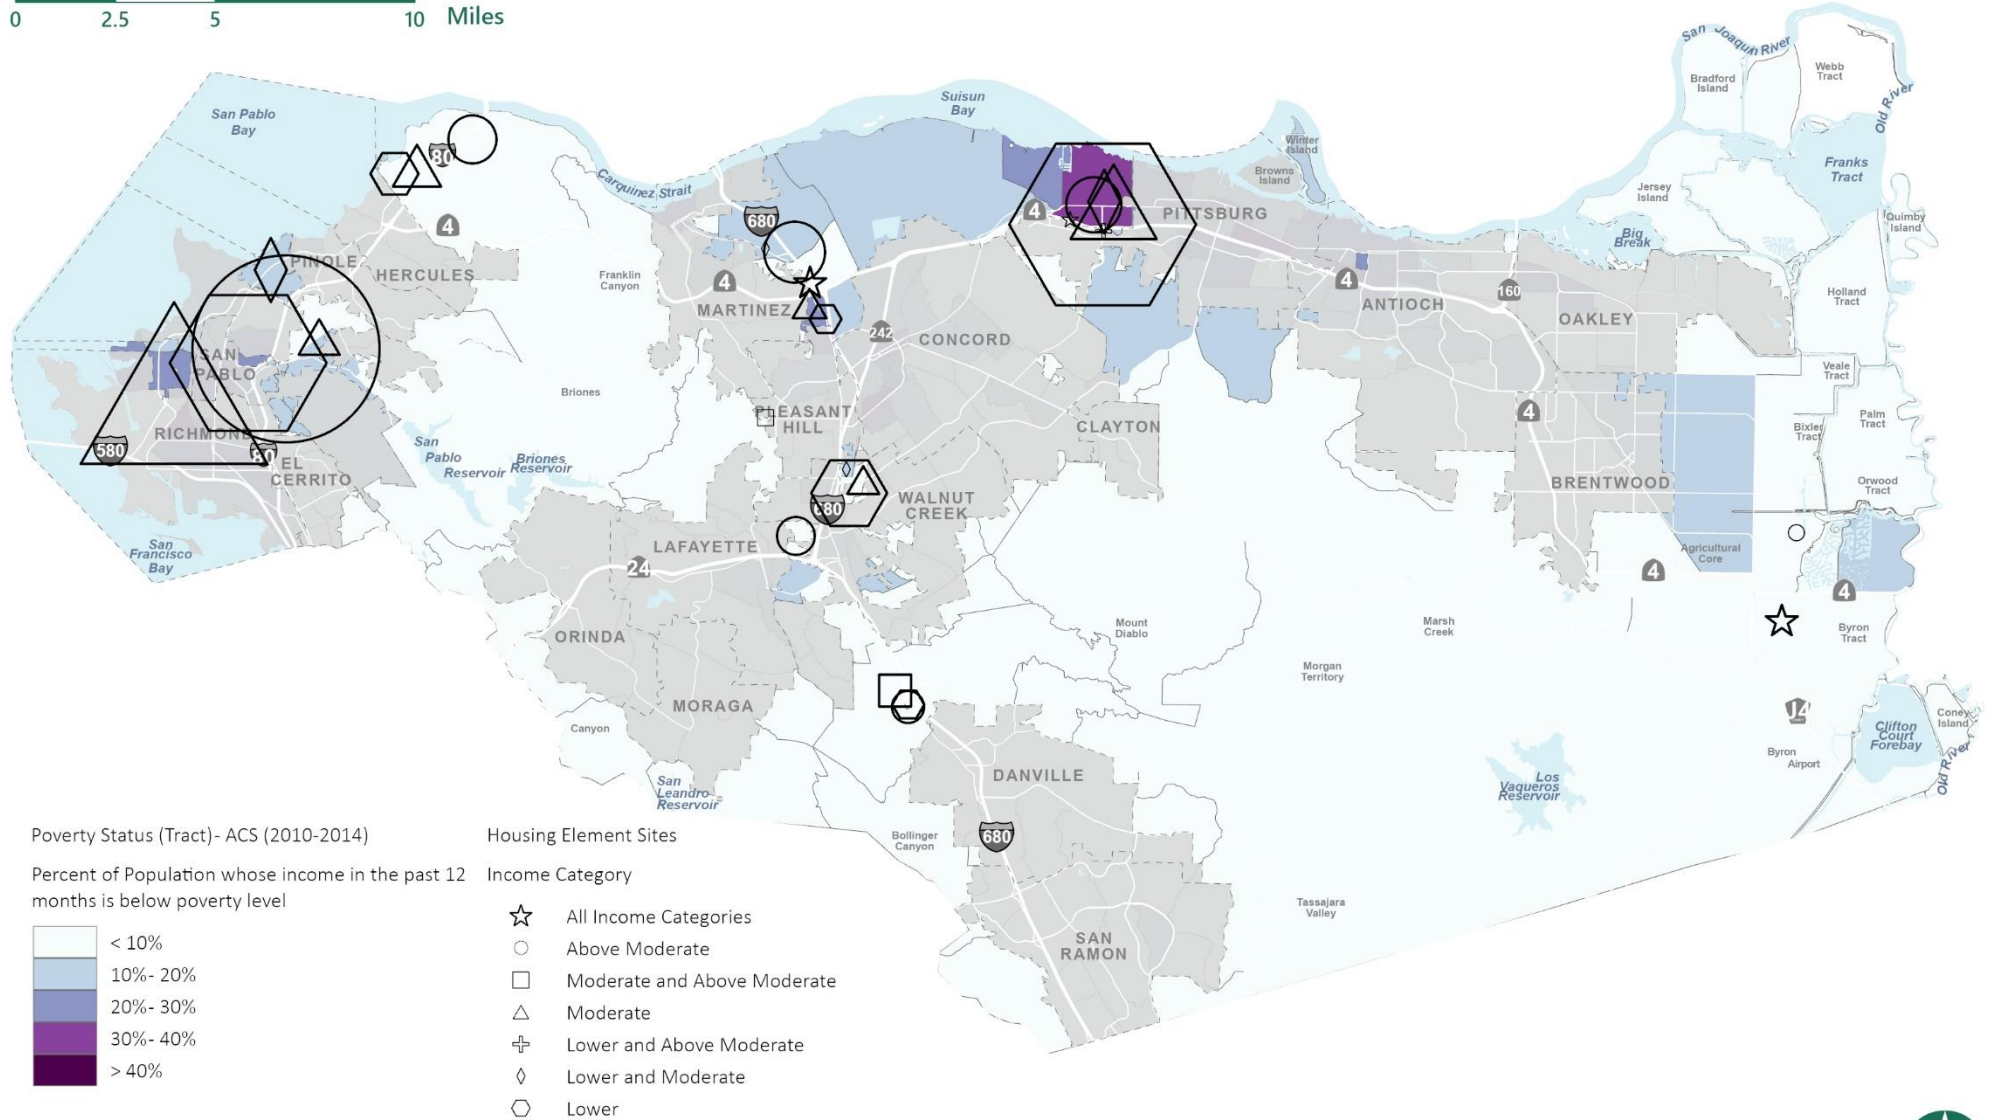 0 2.5 5 10 Miles
San Joaquin River
Webb
Tract
Bradford
Island
Old River
San Pablo
Bay
Suisun
Bay
Winter
Island
Browns
Island
Franks
Tract
Jersey
Island
Quimby
Island
Big
Break
Carquinez Strait
80
4
680
4
PITTSBURG
PINOLE
HERCULES
Franklin
Canyon
4
MARTINEZ
242
CONCORD
4
ANTIOCH
160
OAKLEY
Holland
Tract
SAN
PABLO
Briones
Veale
Tract
PLEASANT
HILL
CLAYTON
4
Palm
Tract
Bixler
Tract
RICHMOND
580
80
EL
CERRITO
San
Pablo
Reservoir
Briones
Reservoir
680
WALNUT
CREEK
BRENTWOOD
Orwood
Tract
San
Francisco
Bay
LAFAYETTE
24
Agricultural
Core
4
4
ORINDA
Mount
Diablo
Marsh
Creek
Byron
Tract
Morgan
Territory
MORAGA
Canyon
J4
Coney
Island
Clifton
Court
Forebay
Old River
Byron
Airport
San
Leandro
Reservoir
DANVILLE
Los
Vaqueros
Reservoir
680
Bollinger
Canyon
Tassajara
Valley
SAN
RAMON
Poverty Status (Tract)- ACS (2010-2014)
Percent of Population whose income in the past 12
months is below poverty level
< 10%
10%- 20%
20%- 30%
30%- 40%
> 40%
Housing Element Sites
Income Category
All Income Categories
Above Moderate
Moderate and Above Moderate
Moderate
Lower and Above Moderate
Lower and Moderate
Lower